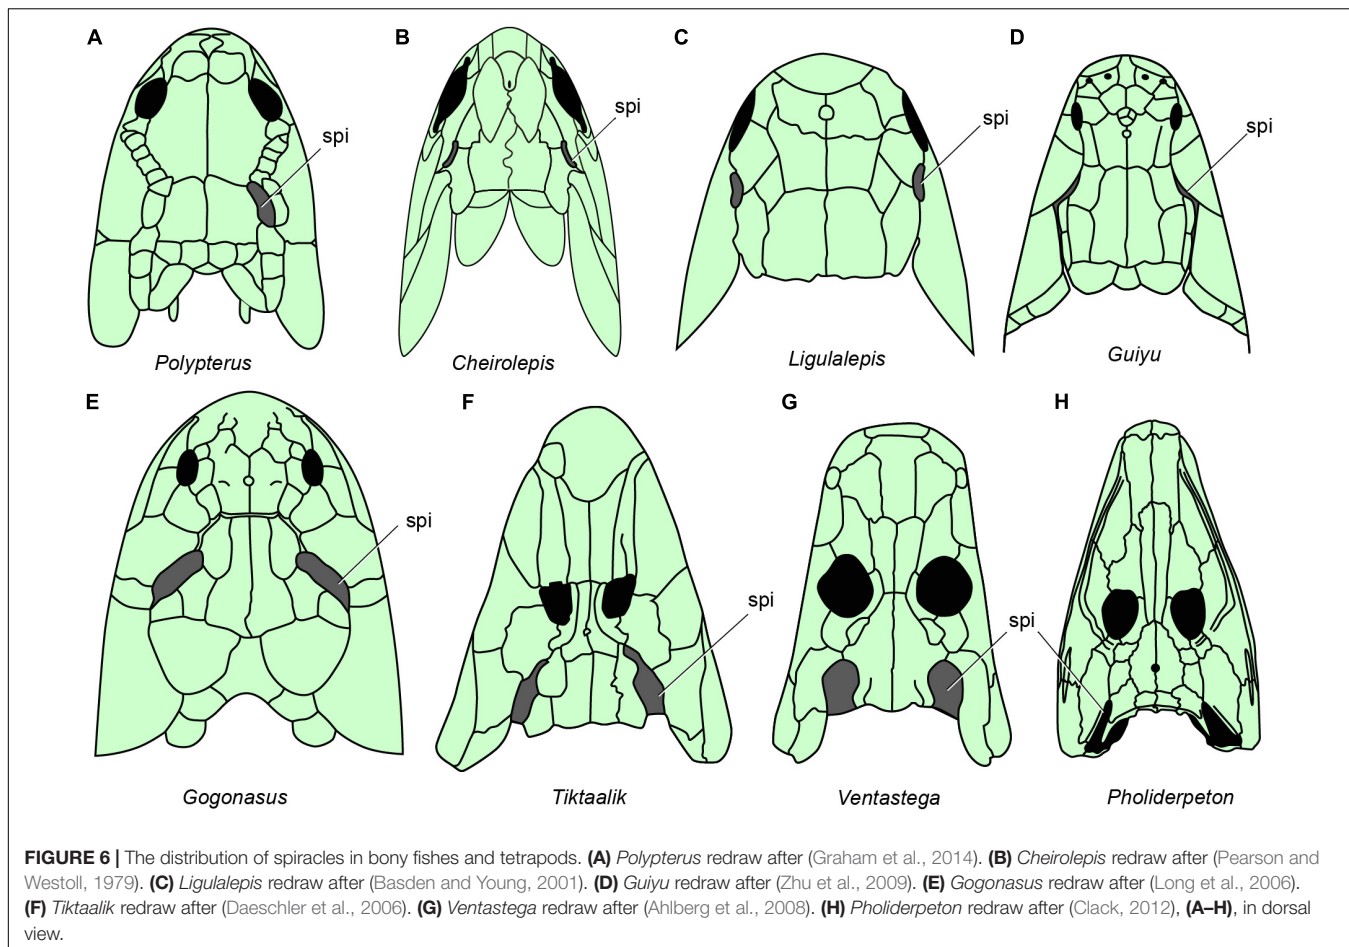 A
B
C
D
spi
spi
spi
spi
Polypterus
Cheirolepis
Ligulalepis
Guiyu
E
F
G
H
spi
spi
spi
Gogonasus
Tiktaalik
Ventastega
Pholiderpeton
FIGURE 6 | The distribution of spiracles in bony fishes and tetrapods. (A) Polypterus redraw after (Graham et al., 2014). (B) Cheirolepis redraw after (Pearson and
Westoll, 1979). (C) Ligulalepis redraw after (Basden and Young, 2001). (D) Guiyu redraw after (Zhu et al., 2009). (E) Gogonasus redraw after (Long et al., 2006).
(F) Tiktaalik redraw after (Daeschler et al., 2006). (G) Ventastega redraw after (Ahlberg et al., 2008). (H) Pholiderpeton redraw after (Clack, 2012), (A–H), in dorsal
view.